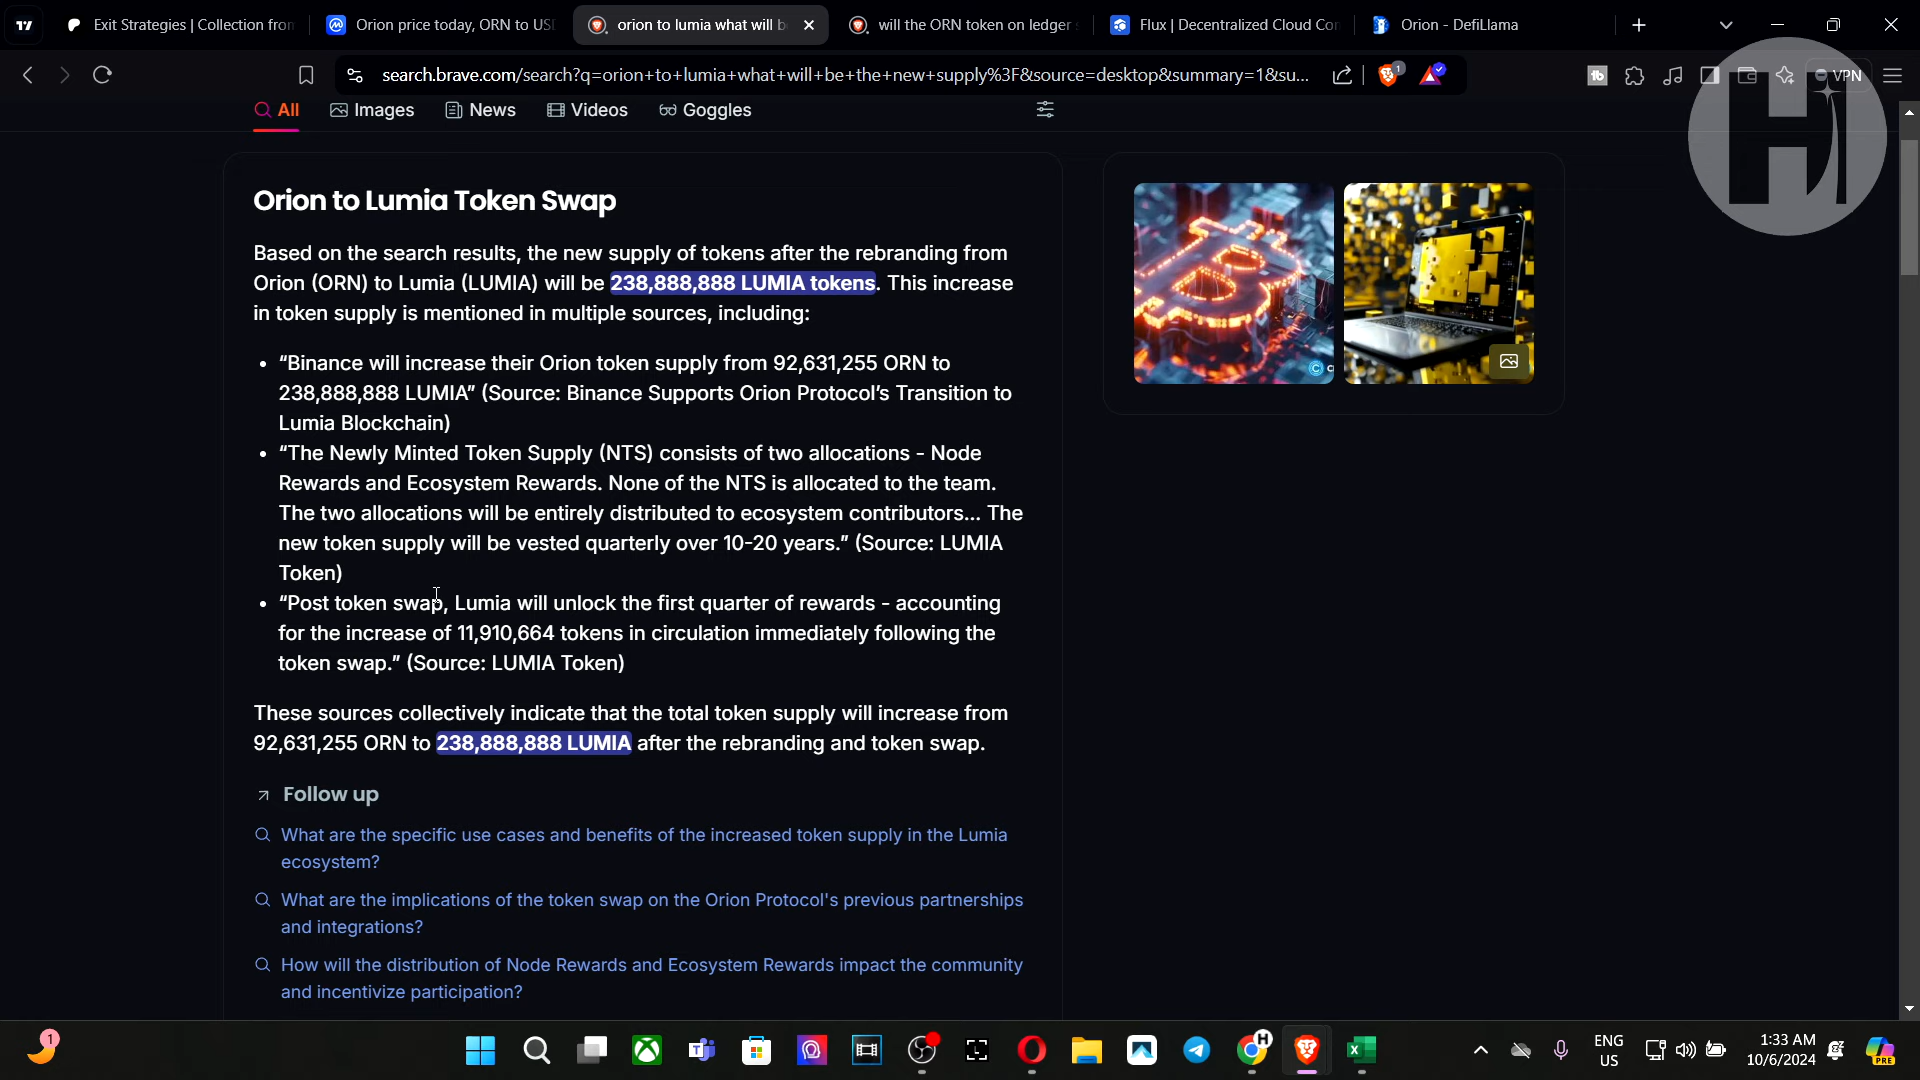 Exit Strategies | Collection from
Orion price today, ORN to US
orion to lumia what will b
will the ORN token on ledger
Flux | Decentralized Cloud Co
Orion - DefiLlama
search.brave.com/search?q=orion+to+lumia+what+will+be+the+new+supply%3F&source=desktop&summary=1&su...
1
VPN
H
All
Images
News
Videos
Goggles
Orion to Lumia Token Swap
Based on the search results, the new supply of tokens after the rebranding from
Orion (ORN) to Lumia (LUMIA) will be 238,888,888 LUMIA tokens. This increase
in token supply is mentioned in multiple sources, including:
• “Binance will increase their Orion token supply from 92,631,255 ORN to
238,888,888 LUMIA” (Source: Binance Supports Orion Protocol’s Transition to
Lumia Blockchain)
• “The Newly Minted Token Supply (NTS) consists of two allocations - Node
Rewards and Ecosystem Rewards. None of the NTS is allocated to the team.
The two allocations will be entirely distributed to ecosystem contributors… The
new token supply will be vested quarterly over 10-20 years.” (Source: LUMIA
Token)
• “Post token swap, Lumia will unlock the first quarter of rewards - accounting
for the increase of 11,910,664 tokens in circulation immediately following the
token swap.” (Source: LUMIA Token)
These sources collectively indicate that the total token supply will increase from
92,631,255 ORN to 238,888,888 LUMIA after the rebranding and token swap.
Follow up
What are the specific use cases and benefits of the increased token supply in the Lumia
ecosystem?
What are the implications of the token swap on the Orion Protocol's previous partnerships
and integrations?
How will the distribution of Node Rewards and Ecosystem Rewards impact the community
and incentivize participation?
1
ENG
US
1:33 AM
10/6/2024
PRE